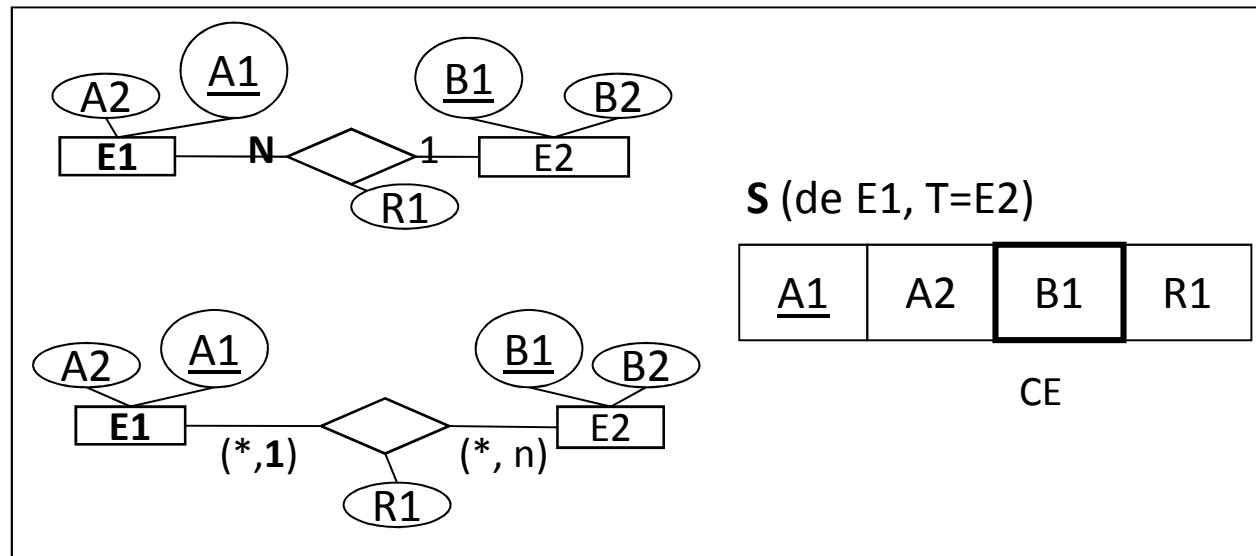 A2 A1 B1 B2
E1 N 1 E2
R1
S (de E1, T=E2)
A1 A2 B1 R1
CE
A2 A1 B1 B2
E1 (*,1) (*, n) E2
R1